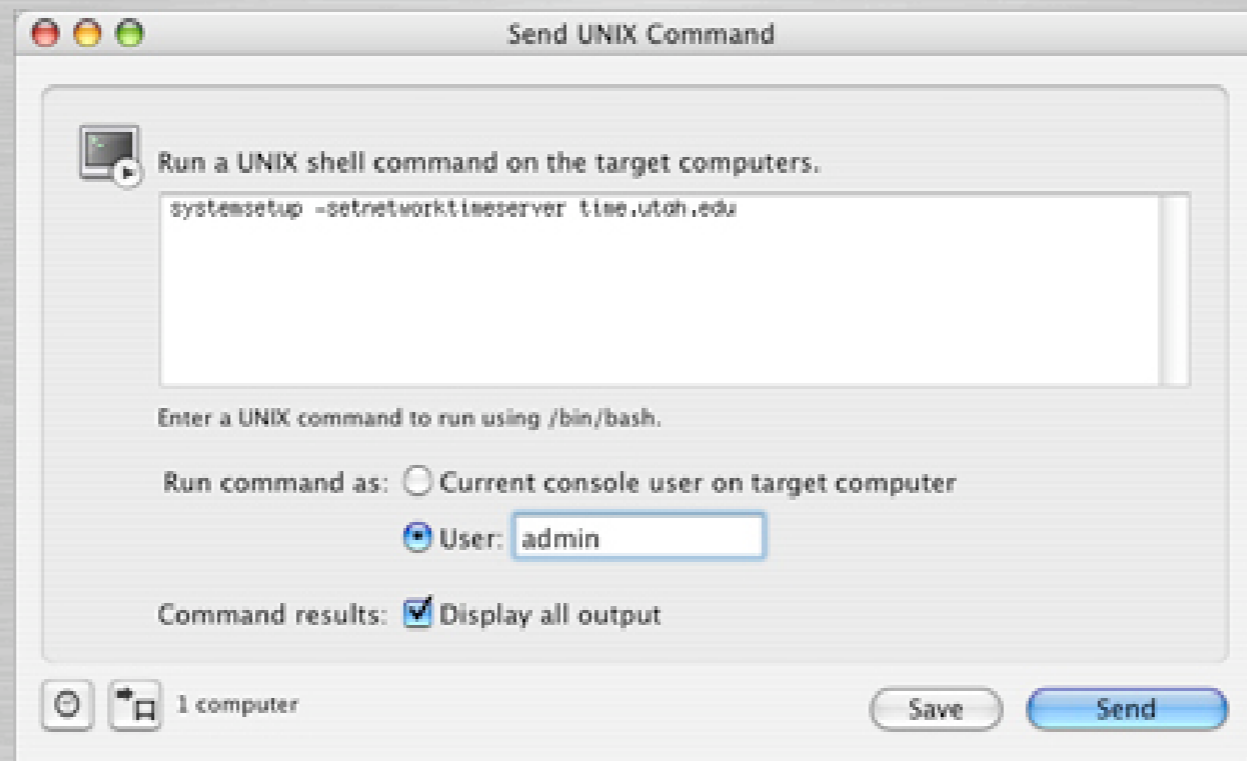 Send UNIX Command
Run a UNIX shell command on the target computers.
systemsetup -setnetworktimeserver time.utah.edu
Enter a UNIX command to run using /bin/bash.
Run command as: Current console user on target computer
User: admin
Command results: Display all output
1 computer
Save Send